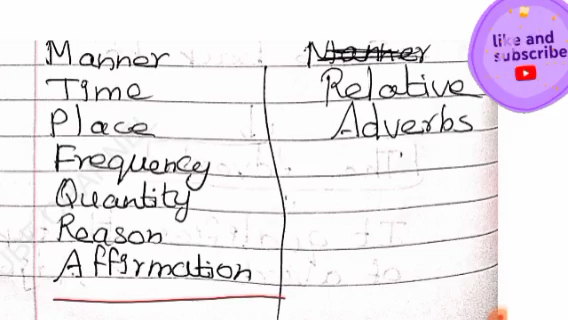 Manner
Time
Place
Frequency
Quantity
Reason
Affirmation
Relative
Adverbs
like and
subscribe